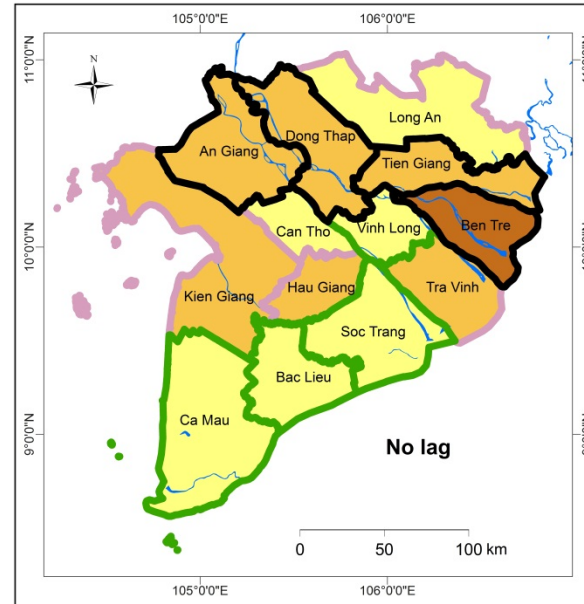 105°0'0"E 106°0'0"E
N
11°0'0"N
Long An
Dong Thap
An Giang
Tien Giang
Can Tho
Vinh Long
Ben Tre
10°0'0"N
Kien Giang
Hau Giang
Tra Vinh
Soc Trang
Bac Lieu
Ca Mau
9°0'0"N
No lag
0 50 100 km
105°0'0"E 106°0'0"E